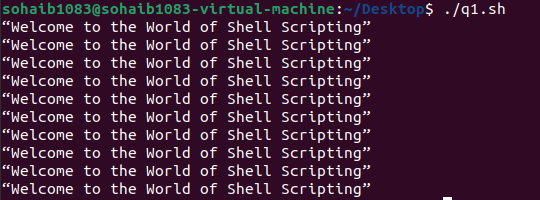 sohaib1083@sohaib1083-virtual-machine:~/Desktop$ ./q1.sh
“Welcome to the World of Shell Scripting”
“Welcome to the World of Shell Scripting”
“Welcome to the World of Shell Scripting”
“Welcome to the World of Shell Scripting”
“Welcome to the World of Shell Scripting”
“Welcome to the World of Shell Scripting”
“Welcome to the World of Shell Scripting”
“Welcome to the World of Shell Scripting”
“Welcome to the World of Shell Scripting”
“Welcome to the World of Shell Scripting”